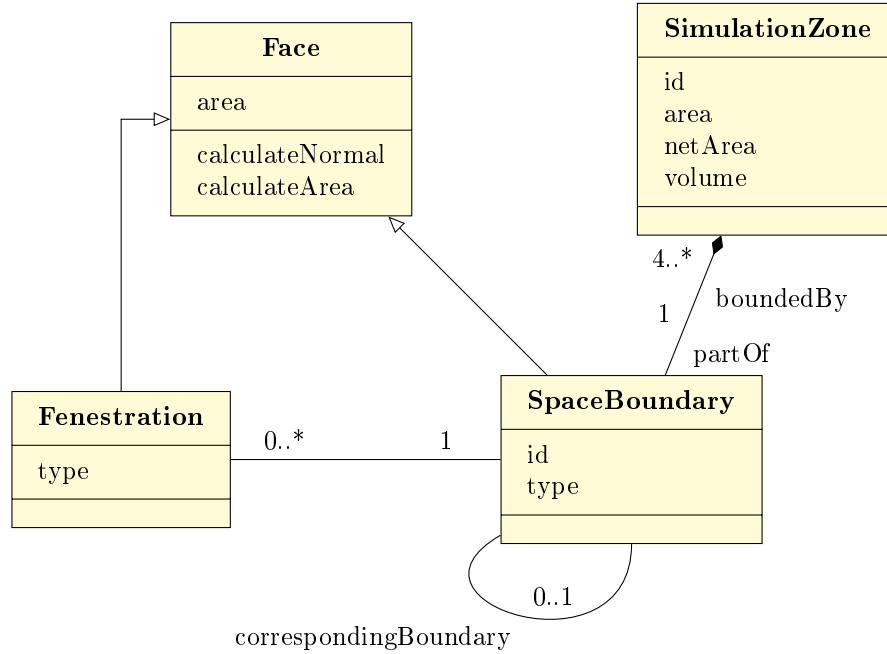 Face
area
calculateNormal
calculateArea
SimulationZone
id
area
netArea
volume
4..*
boundedBy
1
partOf
Fenestration
type
0..*
1
SpaceBoundary
id
type
0..1
correspondingBoundary